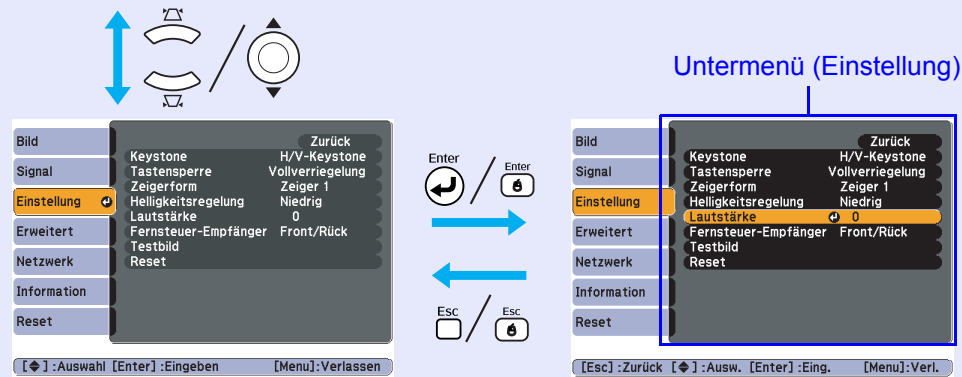 Untermenü (Einstellung)
Bild
Signal
Einstellung
Erweitert
Netzwerk
Information
Reset
Zurück
Keystone H/V-Keystone
Tastensperre Vollverriegelung
Zeigerform Zeiger 1
Helligkeitsregelung Niedrig
Lautstärke 0
Fernsteuer-Empfänger Front/Rück
Testbild
Reset
[ ] :Auswahl [Enter] :Eingeben [Menu]:Verlassen
Enter
Enter
Esc
Esc
Bild
Signal
Einstellung
Erweitert
Netzwerk
Information
Reset
Zurück
Keystone H/V-Keystone
Tastensperre Vollverriegelung
Zeigerform Zeiger 1
Helligkeitsregelung Niedrig
Lautstärke 0
Fernsteuer-Empfänger Front/Rück
Testbild
Reset
[Esc] :Zurück [ ] :Ausw. [Enter] :Eing. [Menu]:Verl.